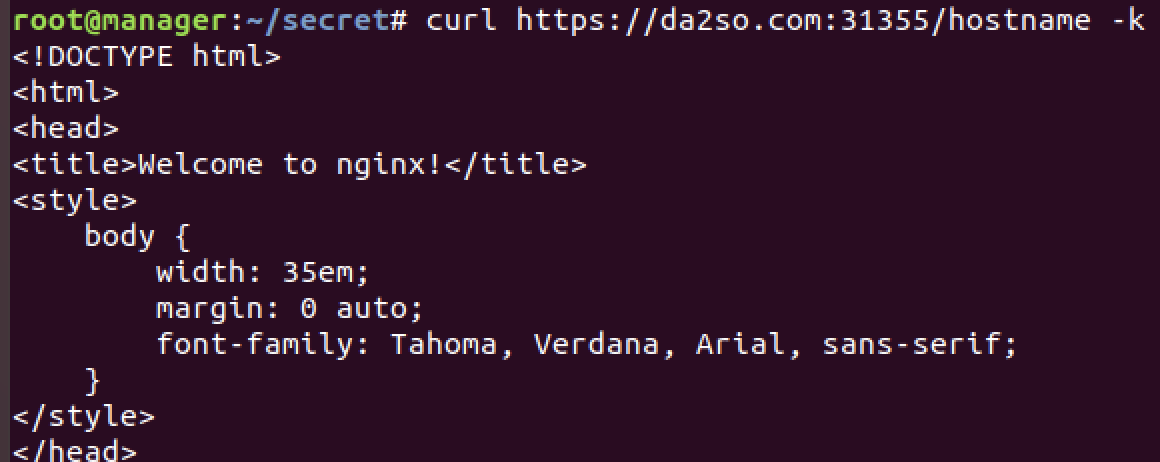 root@manager:~/secret# curl https://da2so.com:31355/hostname -k
<!DOCTYPE html>
<html>
<head>
<title>Welcome to nginx!</title>
<style>
    body {
        width: 35em;
        margin: 0 auto;
        font-family: Tahoma, Verdana, Arial, sans-serif;
    }
</style>
</head>